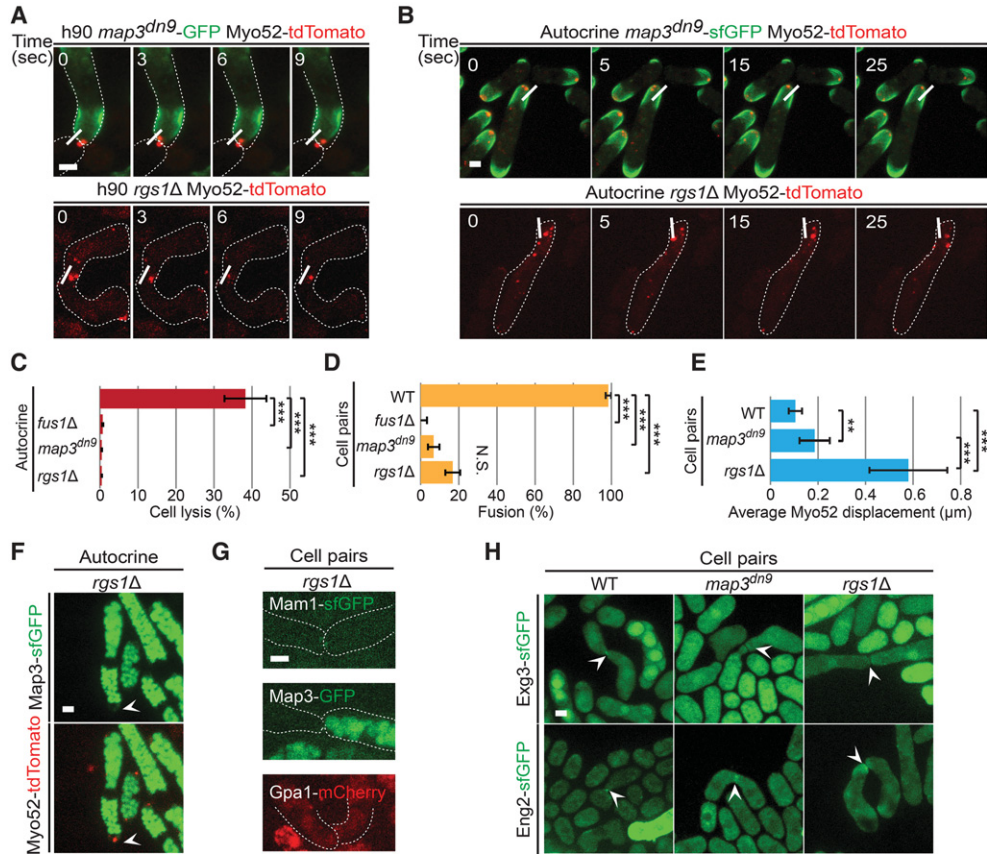 A
h90 map3dn9-GFP Myo52-tdTomato
Time (sec)
0 3 6 9
h90 rgs1Δ Myo52-tdTomato
0 3 6 9
B
Autocrine map3dn9-sfGFP Myo52-tdTomato
Time (sec)
0 5 15 25
Autocrine rgs1Δ Myo52-tdTomato
0 5 15 25
C
Autocrine
fus1Δ
map3dn9
rgs1Δ
***
***
***
0 10 20 30 40 50
Cell lysis (%)
D
Cell pairs
WT
fus1Δ
map3dn9
rgs1Δ
N.S.
***
***
***
0 20 40 60 80 100
Fusion (%)
E
Cell pairs
WT
map3dn9
rgs1Δ
**
***
***
0 0.2 0.4 0.6 0.8
Average Myo52 displacement (µm)
F
Autocrine
rgs1Δ
Myo52-tdTomato Map3-sfGFP
G
Cell pairs
rgs1Δ
Mam1-sfGFP
Map3-GFP
Gpa1-mCherry
H
Cell pairs
WT map3dn9 rgs1Δ
Exg3-sfGFP
Eng2-sfGFP